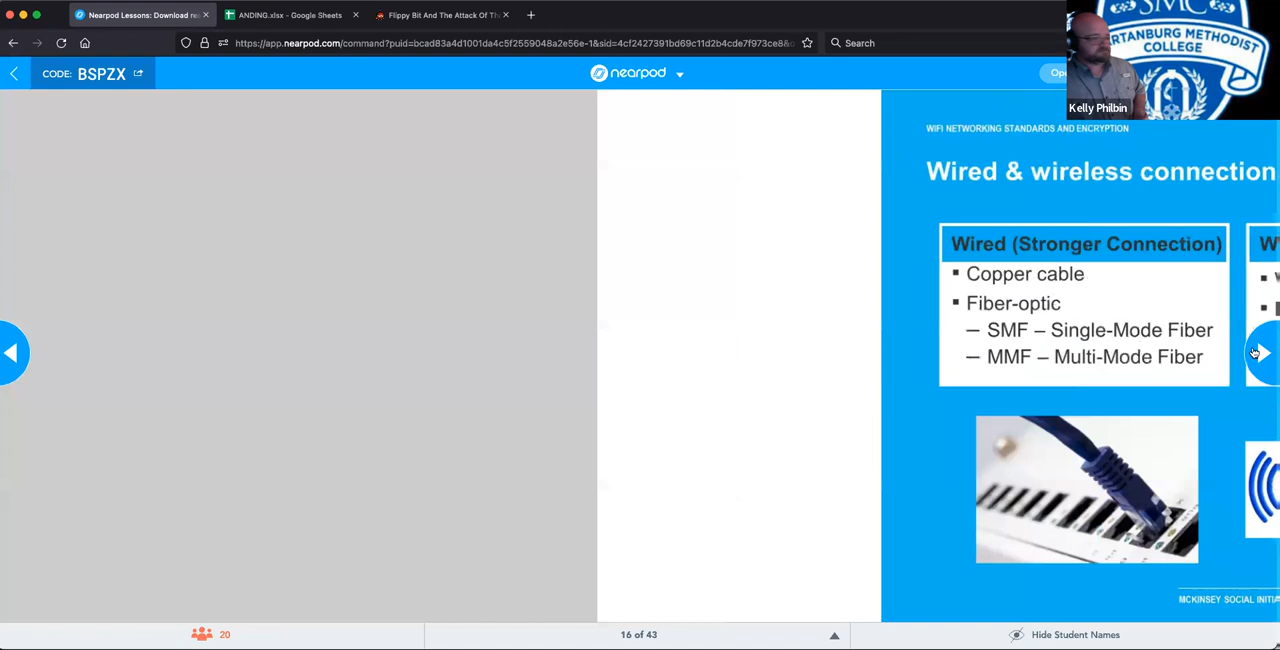 Nearpod Lessons: Download re
ANDING.xlsx - Google Sheets
Flippy Bit And The Attack Of Th
https://app.nearpod.com/command?puid=bcad83a4d1001da4c5f2559048a2e56e-1&sid=4cf2427391bd69c11d2b4cde7f973ce8&
Search
CODE: BSPZX
nearpod
Ope
SMC
RTANBURG METHODIST
COLLEGE
Kelly Philbin
WIFI NETWORKING STANDARDS AND ENCRYPTION
Wired & wireless connection
Wired (Stronger Connection)
▪ Copper cable
▪ Fiber-optic
– SMF – Single-Mode Fiber
– MMF – Multi-Mode Fiber
MCKINSEY SOCIAL INITIA
20
16 of 43
Hide Student Names